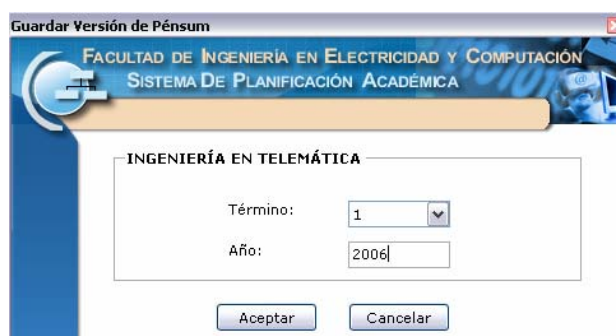 Guardar Versión de Pénsum
FACULTAD DE INGENIERÍA EN ELECTRICIDAD Y COMPUTACIÓN
SISTEMA DE PLANIFICACIÓN ACADÉMICA
INGENIERÍA EN TELEMÁTICA
Término: 1
Año: 2006
Aceptar Cancelar